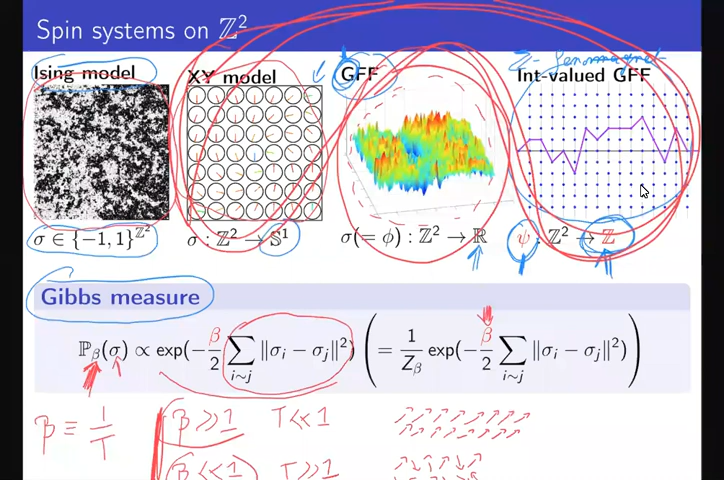 Spin systems on ℤ²
ℤ-ferromagnet
Ising model XY model GFF Int-valued GFF
σ ∈ {−1, 1}^{ℤ²} σ : ℤ² → 𝕊¹ σ(= φ) : ℤ² → ℝ ψ : ℤ² → ℤ
Gibbs measure
ℙ_β(σ) ∝ exp(−β/2 ∑_{i∼j} ‖σ_i − σ_j‖²) (= 1/Z_β exp(−β/2 ∑_{i∼j} ‖σ_i − σ_j‖²))
β ≡ 1/T β >> 1 T << 1
β << 1 T >> 1